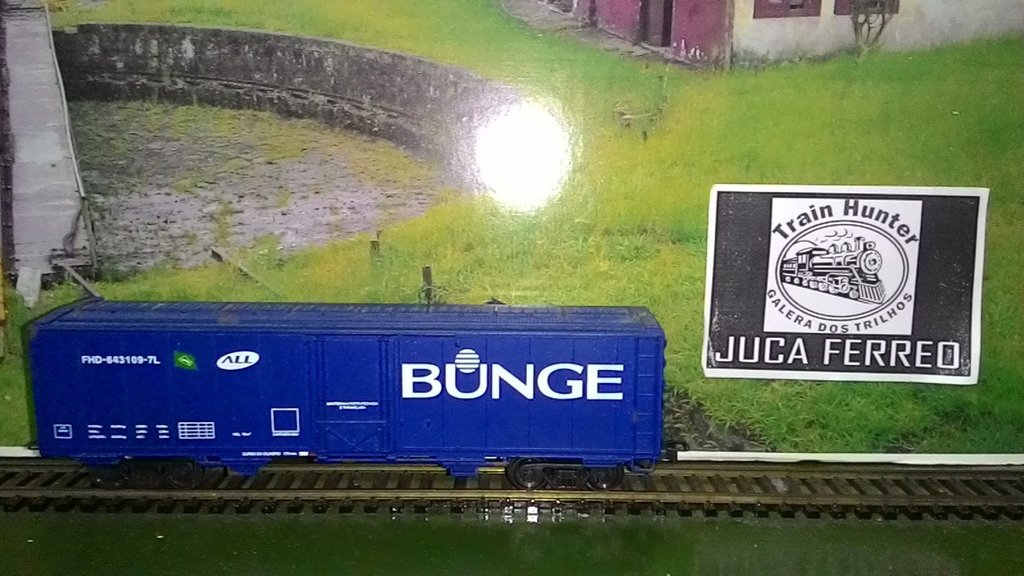 FHD-643109-7L
ALL
BUNGE
Train Hunter
GALERA DOS TRILHOS
JUCA FERREO